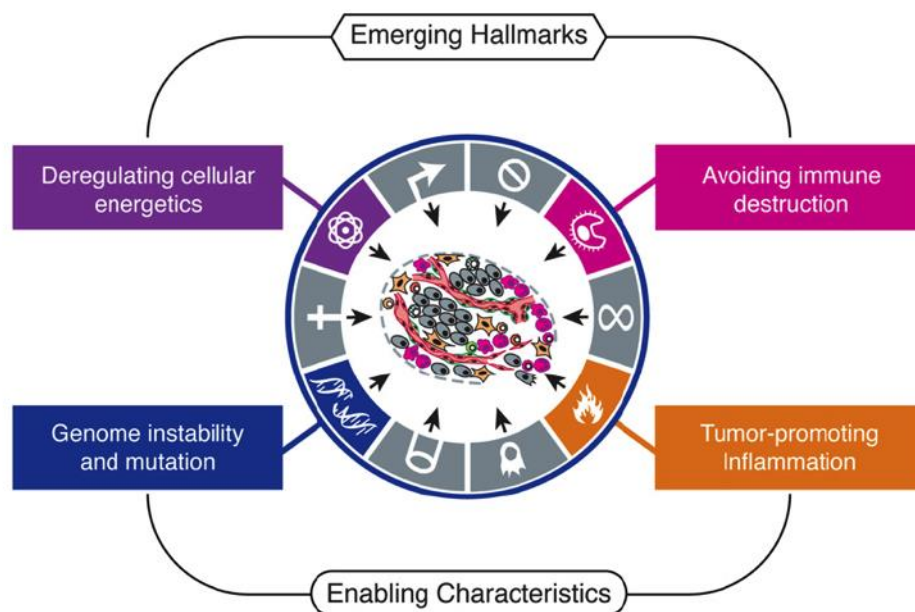 Emerging Hallmarks
Deregulating cellular
energetics
Avoiding immune
destruction
Genome instability
and mutation
Tumor-promoting
Inflammation
Enabling Characteristics